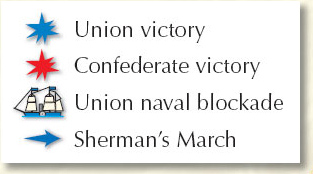 Union victory
Confederate victory
Union naval blockade
Sherman's March